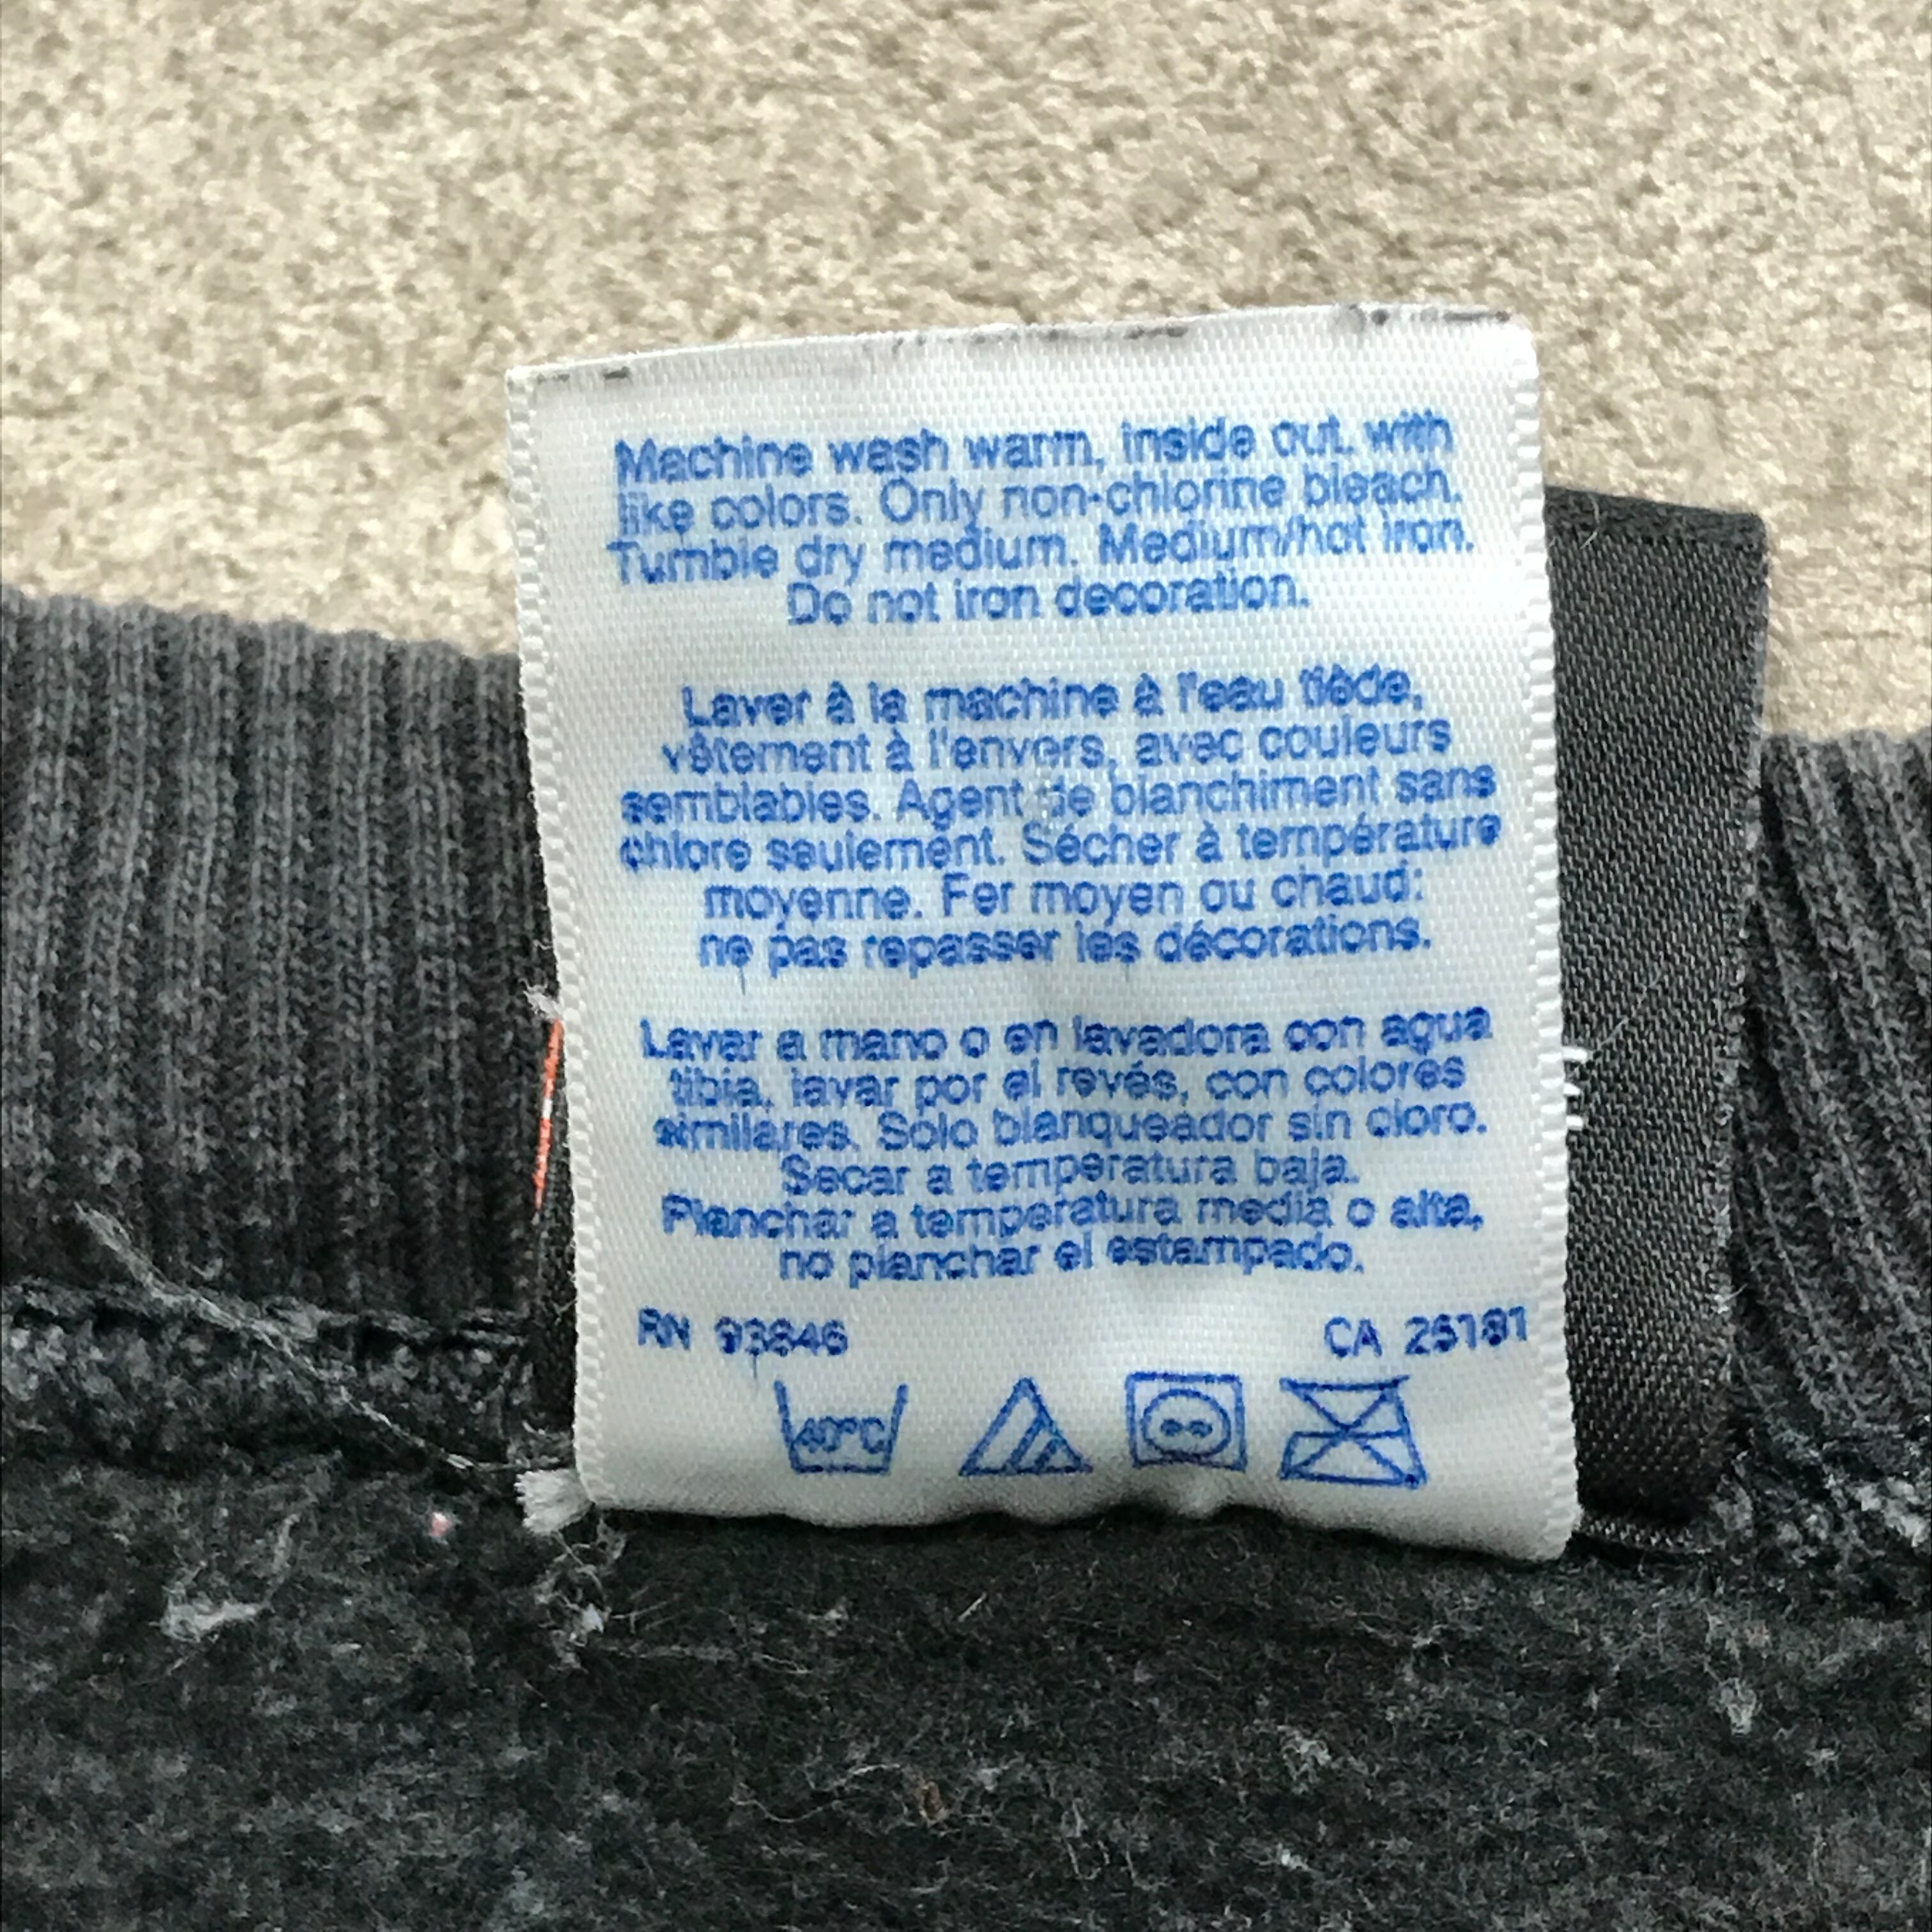 Machine wash warm, inside out, with
like colors. Only non-chlorine bleach.
Tumble dry medium. Medium/hot iron.
Do not iron decoration.
Laver à la machine à l'eau tiède,
vêtement à l'envers, avec couleurs
semblables. Agent de blanchiment sans
chlore seulement. Sécher à température
moyenne. Fer moyen ou chaud:
ne pas repasser les décorations.
Lavar a mano o en lavadora con agua
tibia, lavar por el revés, con colores
similares. Solo blanqueador sin cloro.
Secar a temperatura baja.
Planchar a temperatura media o alta,
no planchar el estampado.
RN 93846 CA 25181
40°C